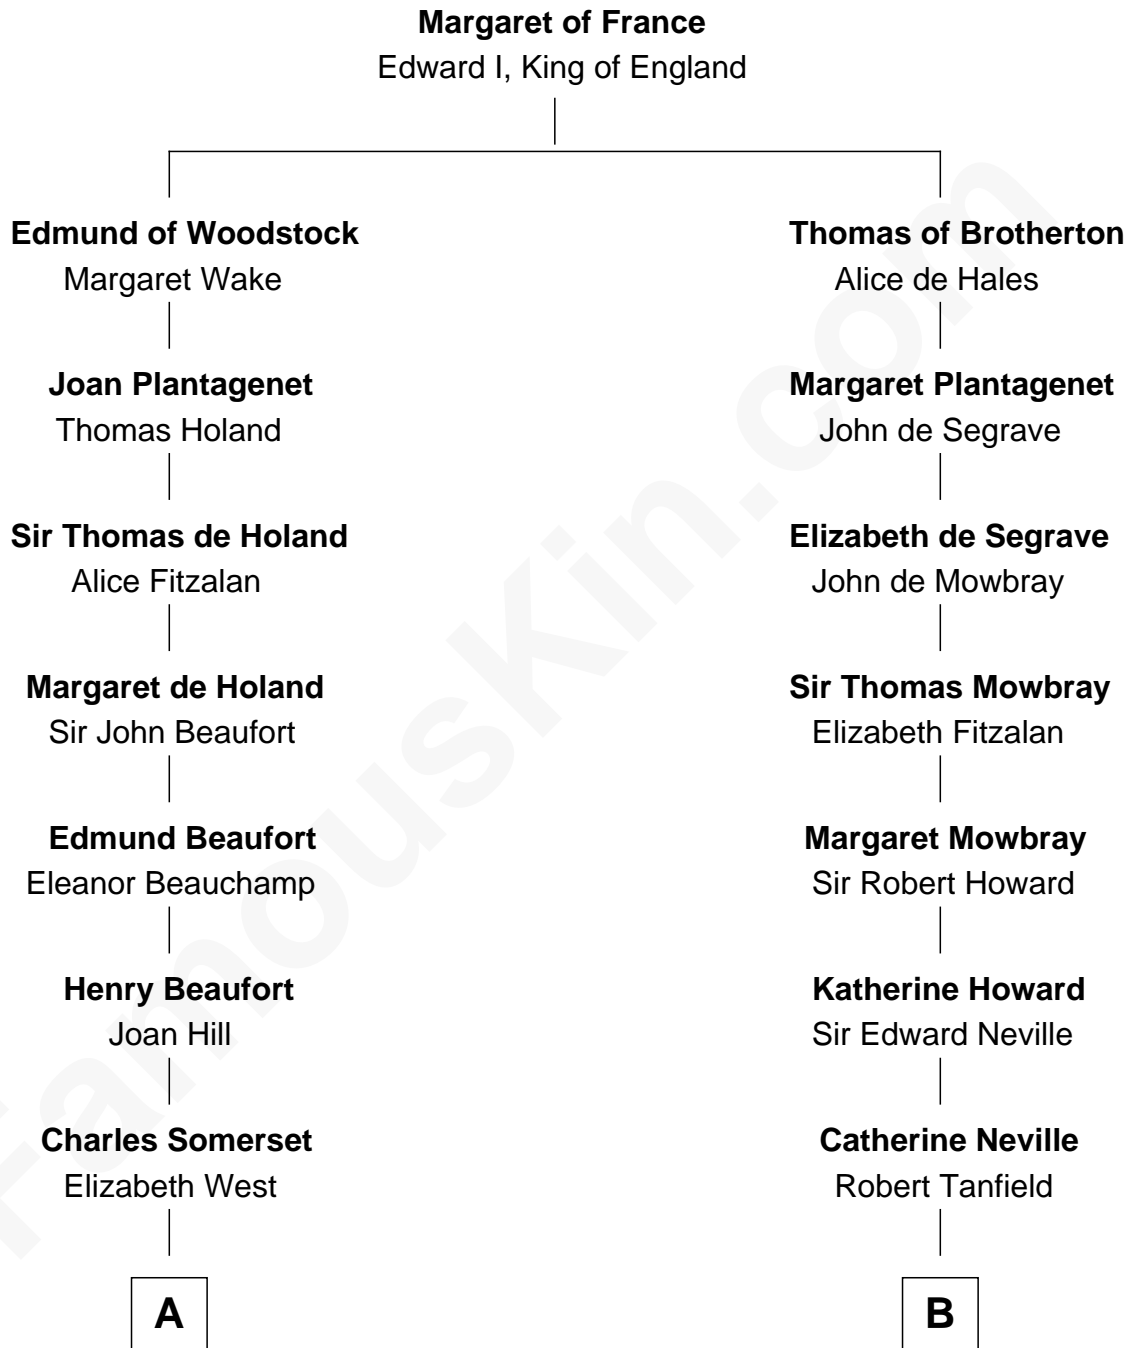 Margaret of France
Edward I, King of England
Edmund of Woodstock
Margaret Wake
Thomas of Brotherton
Alice de Hales
Joan Plantagenet
Thomas Holand
Margaret Plantagenet
John de Segrave
Sir Thomas de Holand
Alice Fitzalan
Elizabeth de Segrave
John de Mowbray
Margaret de Holand
Sir John Beaufort
Sir Thomas Mowbray
Elizabeth Fitzalan
Edmund Beaufort
Eleanor Beauchamp
Margaret Mowbray
Sir Robert Howard
Henry Beaufort
Joan Hill
Katherine Howard
Sir Edward Neville
Charles Somerset
Elizabeth West
Catherine Neville
Robert Tanfield
A
B
FamousKin.com